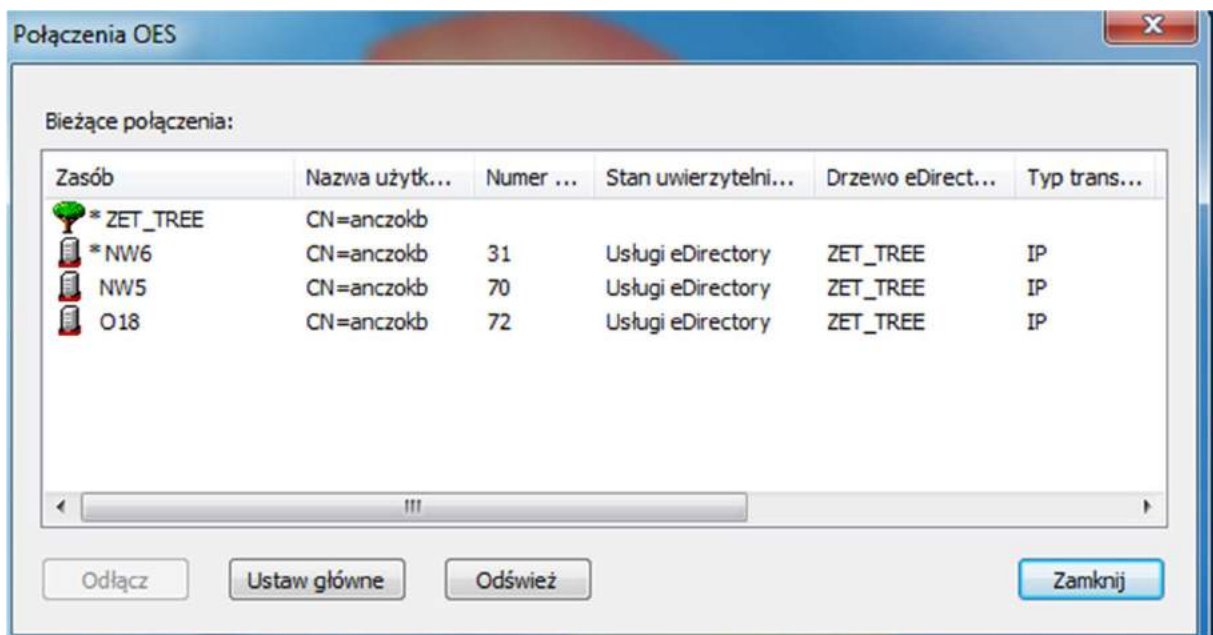 Połączenia OES
Bieżące połączenia:
Zasób Nazwa użytk... Numer ... Stan uwierzytelni... Drzewo eDirect... Typ trans...
* ZET_TREE CN=anczokb
* NW6 CN=anczokb 31 Usługi eDirectory ZET_TREE IP
NW5 CN=anczokb 70 Usługi eDirectory ZET_TREE IP
O18 CN=anczokb 72 Usługi eDirectory ZET_TREE IP
Odłącz Ustaw główne Odśwież Zamknij